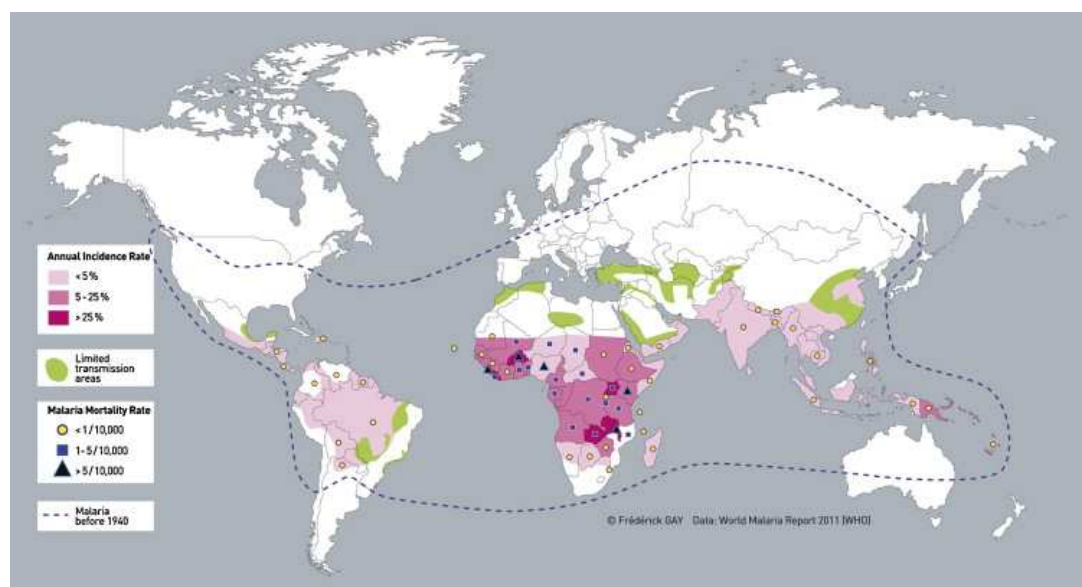 Annual Incidence Rate
< 5 %
5 - 25 %
> 25 %
Limited
transmission
areas
Malaria Mortality Rate
< 1 / 10,000
1 - 5 / 10,000
> 5 / 10,000
Malaria
before 1940
© Frédérick GAY Data: World Malaria Report 2011 (WHO)